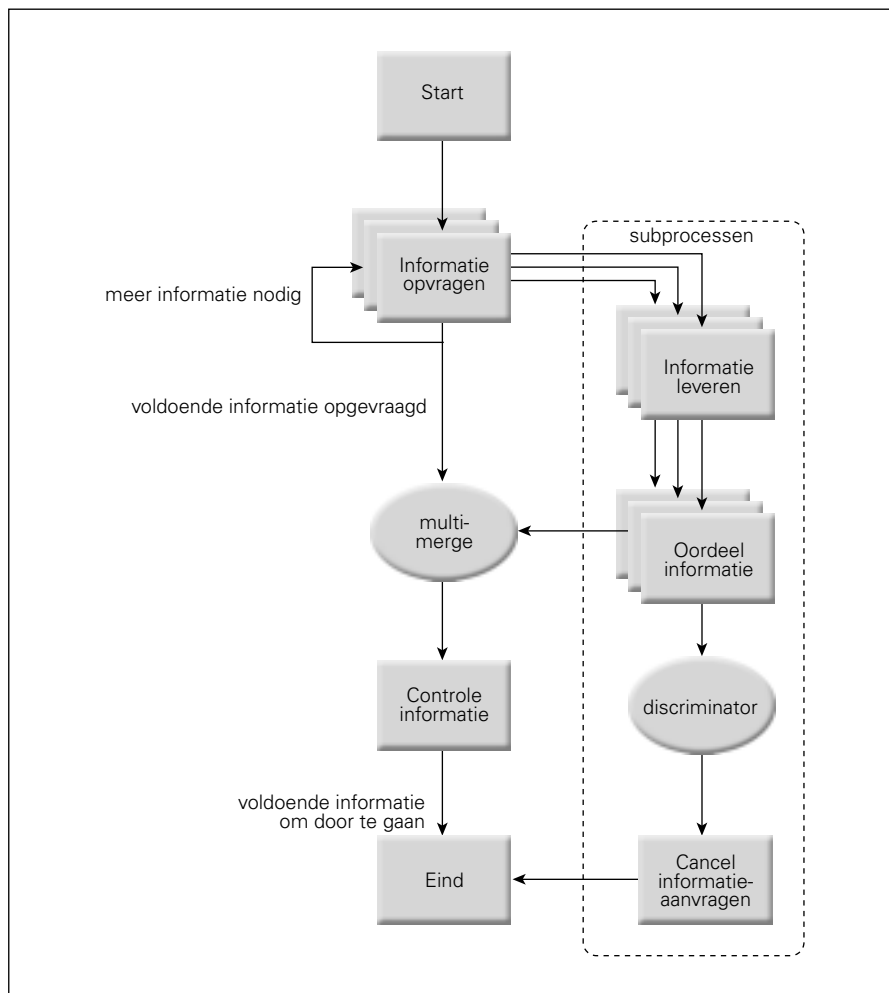 Start
subprocessen
Informatie
opvragen
meer informatie nodig
Informatie
leveren
voldoende informatie opgevraagd
multi-
merge
Oordeel
informatie
Controle
informatie
discriminator
voldoende informatie
om door te gaan
Eind
Cancel
informatie-
aanvragen